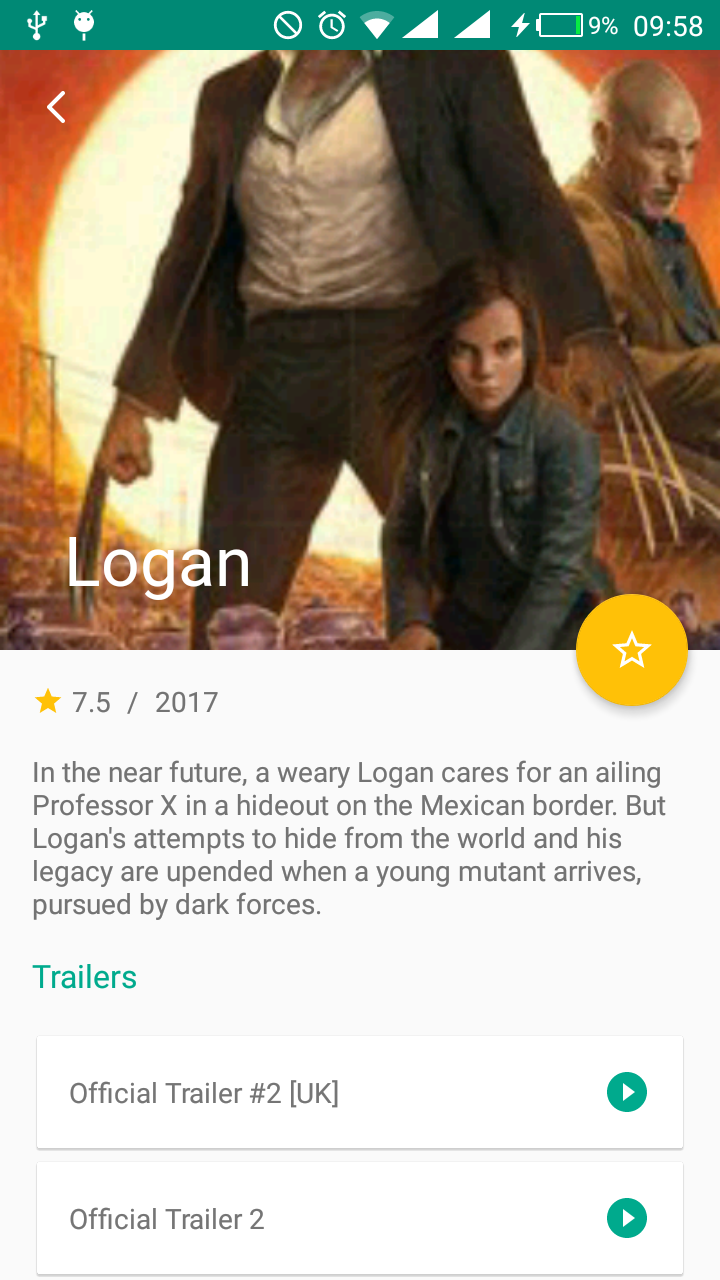 9% 09:58
Logan
7.5 / 2017
In the near future, a weary Logan cares for an ailing
Professor X in a hideout on the Mexican border. But
Logan's attempts to hide from the world and his
legacy are upended when a young mutant arrives,
pursued by dark forces.
Trailers
Official Trailer #2 [UK]
Official Trailer 2